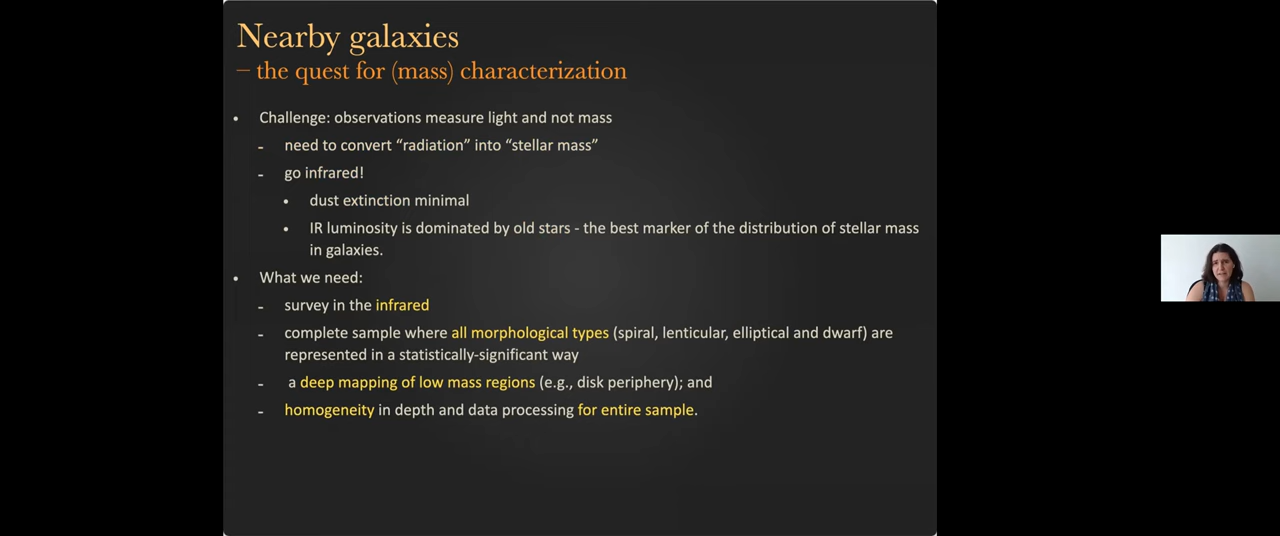 Nearby galaxies
– the quest for (mass) characterization
• Challenge: observations measure light and not mass
- need to convert “radiation” into “stellar mass”
- go infrared!
• dust extinction minimal
• IR luminosity is dominated by old stars - the best marker of the distribution of stellar mass
in galaxies.
• What we need:
- survey in the infrared
- complete sample where all morphological types (spiral, lenticular, elliptical and dwarf) are
represented in a statistically-significant way
- a deep mapping of low mass regions (e.g., disk periphery); and
- homogeneity in depth and data processing for entire sample.